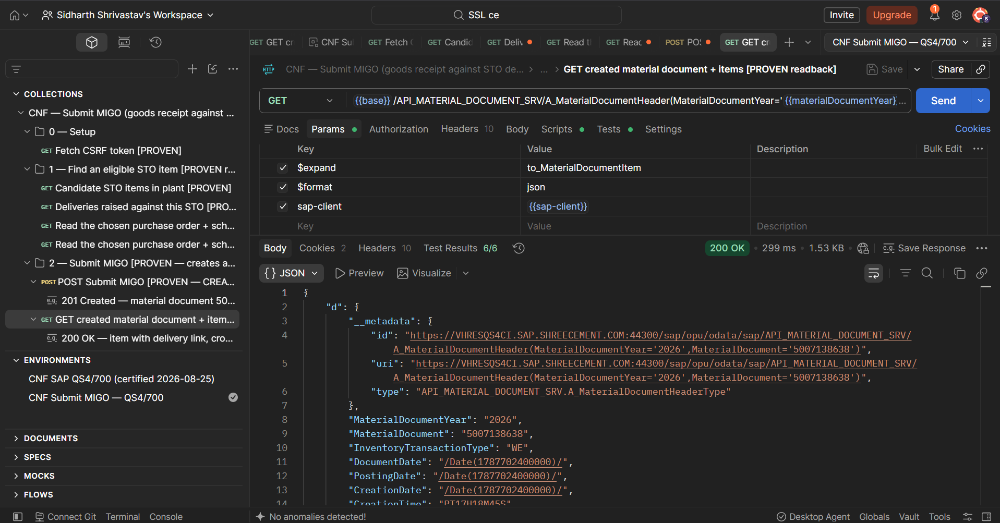 Sidharth Shrivastav's Workspace
SSL ce
Invite
Upgrade
1
S
GET GET cr
CNF Su
GET Fetch
GET Candid
GET Deliv
GET Read t
GET Reac
POST PO
GET GET cr
CNF Submit MIGO — QS4/700
HTTP CNF — Submit MIGO (goods receipt against STO de... > ... > GET created material document + items [PROVEN readback]
Save
Share
GET
{{base}} /API_MATERIAL_DOCUMENT_SRV/A_MaterialDocumentHeader(MaterialDocumentYear=' {{materialDocumentYear} ...
Send
Docs Params Authorization Headers 10 Body Scripts Tests Settings
Cookies
Key Value Description Bulk Edit
$expand to_MaterialDocumentItem
$format json
sap-client {{sap-client}}
Key Value Description
COLLECTIONS
CNF — Submit MIGO (goods receipt against ...
0 — Setup
GET Fetch CSRF token [PROVEN]
1 — Find an eligible STO item [PROVEN r...
GET Candidate STO items in plant [PROVEN]
GET Deliveries raised against this STO [PRO...
GET Read the chosen purchase order + sch...
GET Read the chosen purchase order + sch...
2 — Submit MIGO [PROVEN — creates a...
POST POST Submit MIGO [PROVEN — CREA...
e.g. 201 Created — material document 50...
GET GET created material document + item...
e.g. 200 OK — item with delivery link, cro...
ENVIRONMENTS
CNF SAP QS4/700 (certified 2026-08-25)
CNF Submit MIGO — QS4/700
DOCUMENTS
SPECS
MOCKS
FLOWS
Body Cookies 2 Headers 10 Test Results 6/6
200 OK • 299 ms • 1.53 KB • e.g. Save Response
{} JSON Preview Visualize
1 {
2 "d": {
3 "__metadata": {
4 "id": "https://VHRESQS4CI.SAP.SHREECEMENT.COM:44300/sap/opu/odata/sap/API_MATERIAL_DOCUMENT_SRV/
A_MaterialDocumentHeader(MaterialDocumentYear='2026',MaterialDocument='5007138638')",
5 "uri": "https://VHRESQS4CI.SAP.SHREECEMENT.COM:44300/sap/opu/odata/sap/API_MATERIAL_DOCUMENT_SRV/
A_MaterialDocumentHeader(MaterialDocumentYear='2026',MaterialDocument='5007138638')",
6 "type": "API_MATERIAL_DOCUMENT_SRV.A_MaterialDocumentHeaderType"
7 },
8 "MaterialDocumentYear": "2026",
9 "MaterialDocument": "5007138638",
10 "InventoryTransactionType": "WE",
11 "DocumentDate": "/Date(1787702400000)/",
12 "PostingDate": "/Date(1787702400000)/",
13 "CreationDate": "/Date(1787702400000)/",
14 "CreationTime": "PT17H18M45S"
Connect Git Terminal Console
No anomalies detected!
Desktop Agent Globals Vault Tools